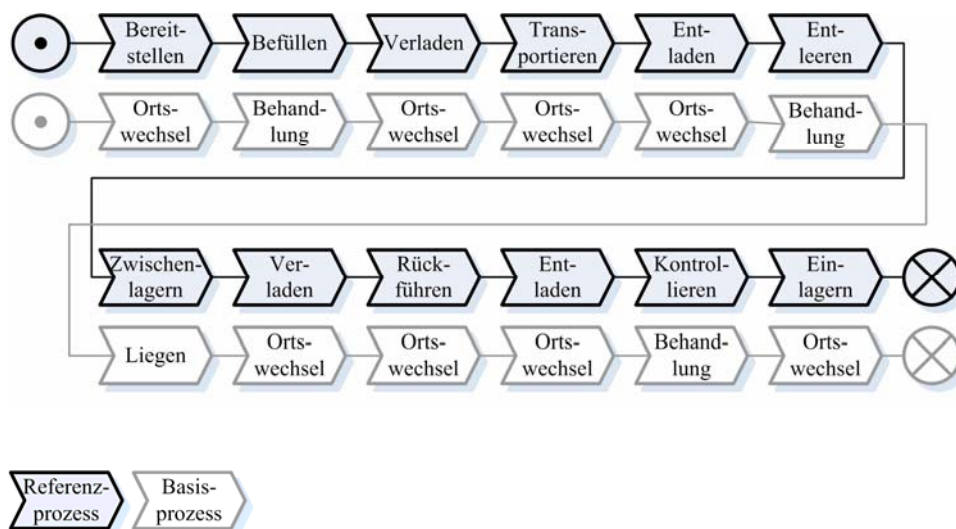 Bereit-
stellen
Befüllen
Verladen
Trans-
portieren
Ent-
laden
Ent-
leeren
Orts-
wechsel
Behand-
lung
Orts-
wechsel
Orts-
wechsel
Orts-
wechsel
Behand-
lung
Zwischen-
lagern
Ver-
laden
Rück-
führen
Ent-
laden
Kontrol-
lieren
Ein-
lagern
Liegen
Orts-
wechsel
Orts-
wechsel
Orts-
wechsel
Behand-
lung
Orts-
wechsel
Referenz-
prozess
Basis-
prozess